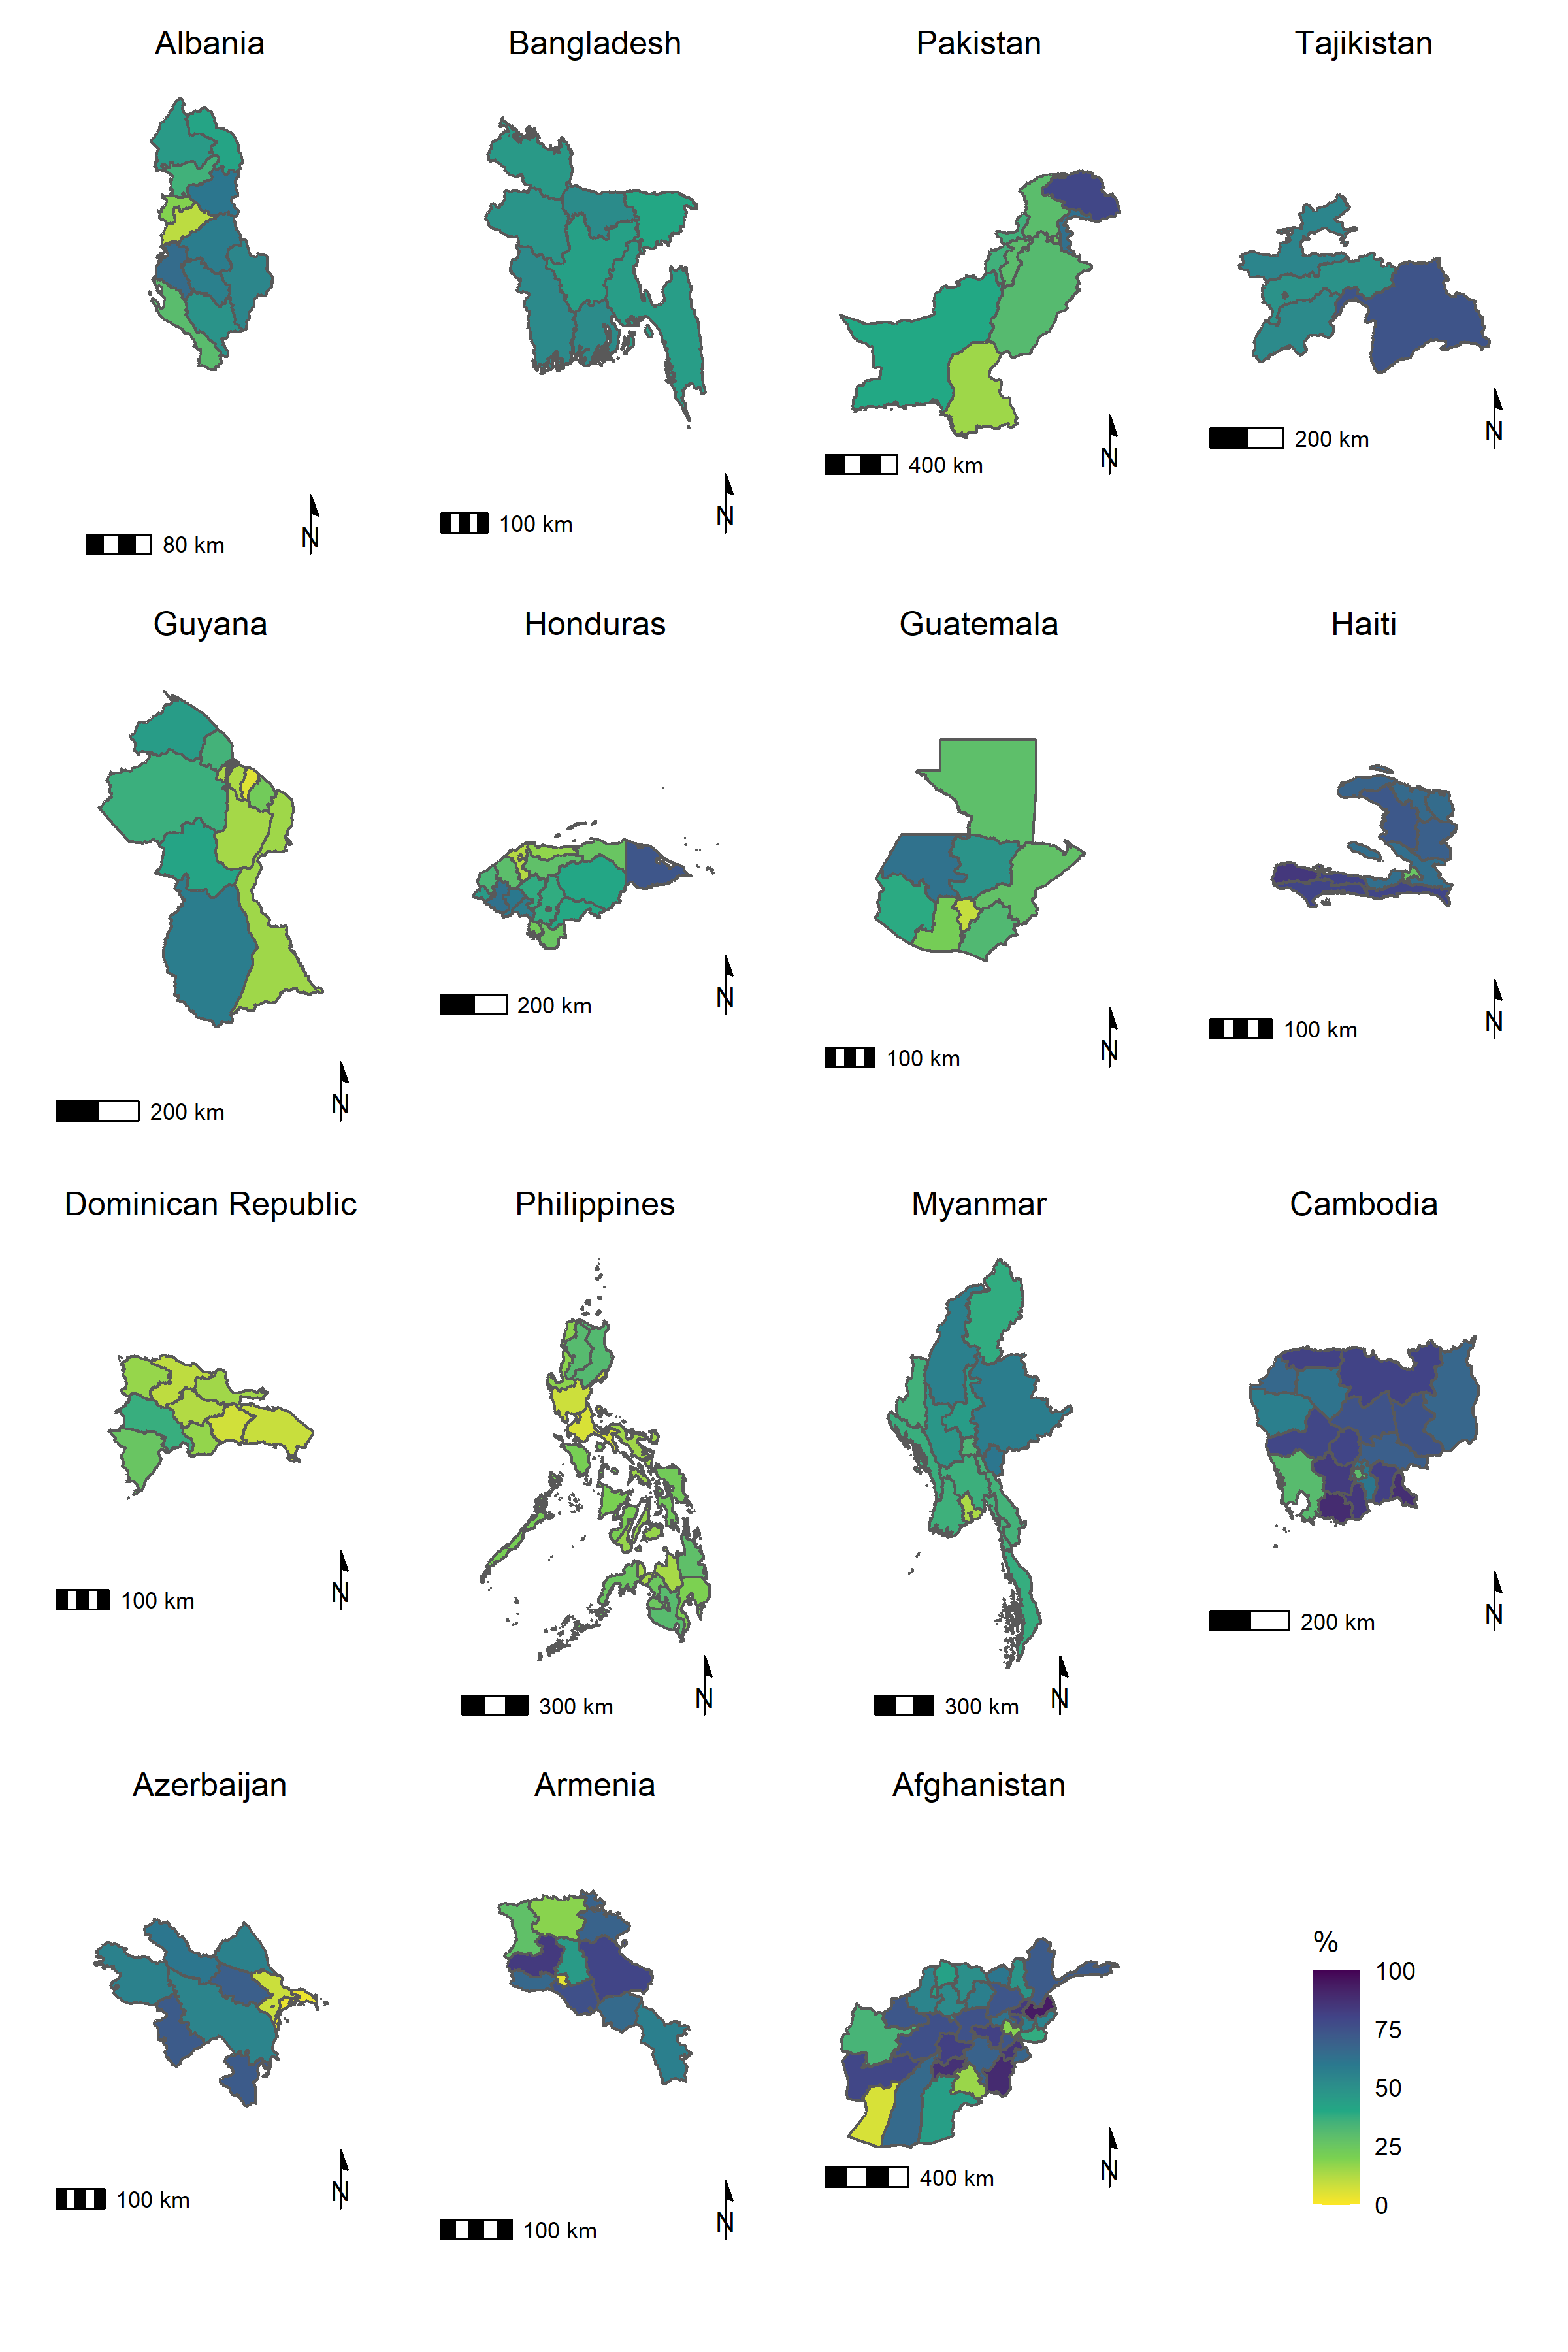 Albania
Bangladesh
Pakistan
Tajikistan
80 km
N
100 km
N
400 km
N
200 km
N
Guyana
Honduras
Guatemala
Haiti
200 km
N
200 km
N
100 km
N
100 km
N
Dominican Republic
Philippines
Myanmar
Cambodia
100 km
N
300 km
N
300 km
N
200 km
N
Azerbaijan
Armenia
Afghanistan
100 km
N
100 km
N
400 km
N
%
100
75
50
25
0